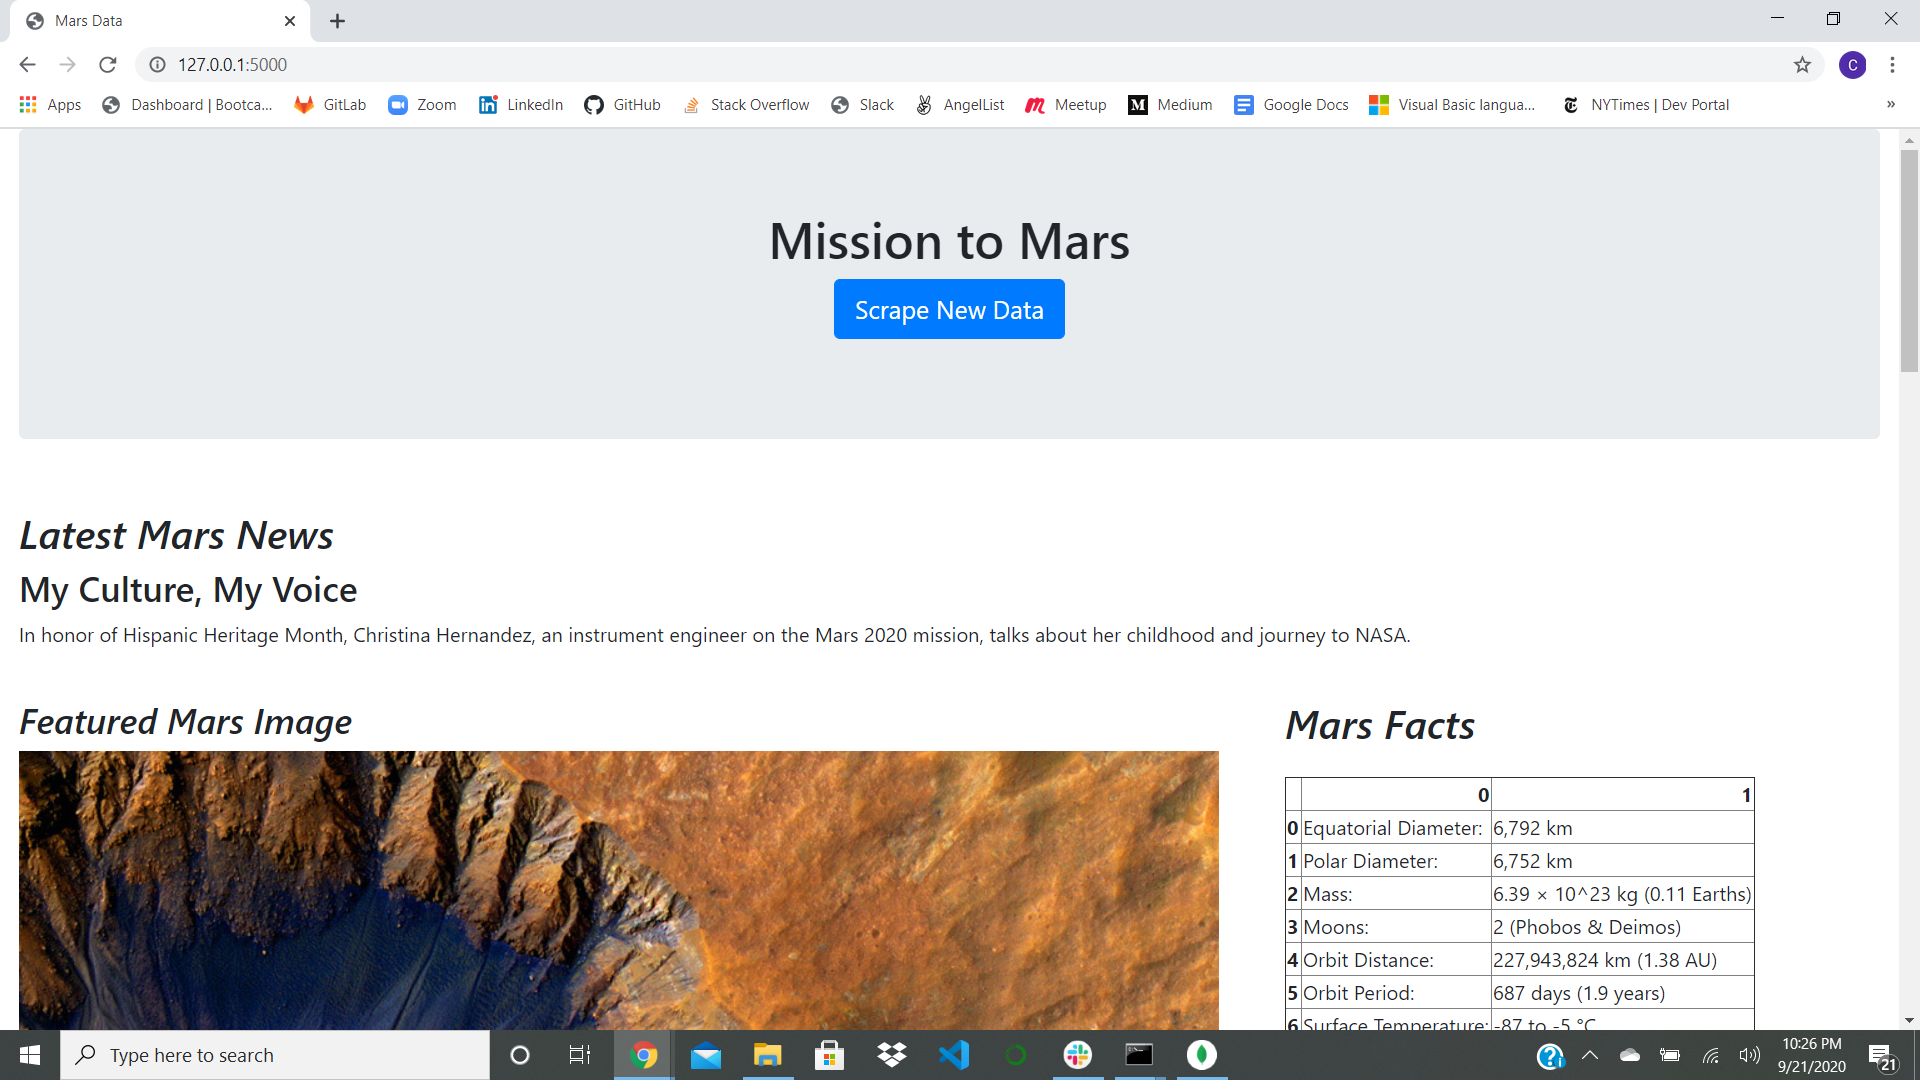 Mars Data
127.0.0.1:5000
C
Apps Dashboard | Bootca... GitLab Zoom LinkedIn GitHub Stack Overflow Slack AngelList Meetup Medium Google Docs Visual Basic langua... NYTimes | Dev Portal »
Mission to Mars
Scrape New Data
Latest Mars News
My Culture, My Voice
In honor of Hispanic Heritage Month, Christina Hernandez, an instrument engineer on the Mars 2020 mission, talks about her childhood and journey to NASA.
Featured Mars Image
Mars Facts
0 1
0 Equatorial Diameter: 6,792 km
1 Polar Diameter: 6,752 km
2 Mass: 6.39 × 10^23 kg (0.11 Earths)
3 Moons: 2 (Phobos & Deimos)
4 Orbit Distance: 227,943,824 km (1.38 AU)
5 Orbit Period: 687 days (1.9 years)
6 Surface Temperature: -87 to -5 °C
Type here to search
10:26 PM
9/21/2020
21